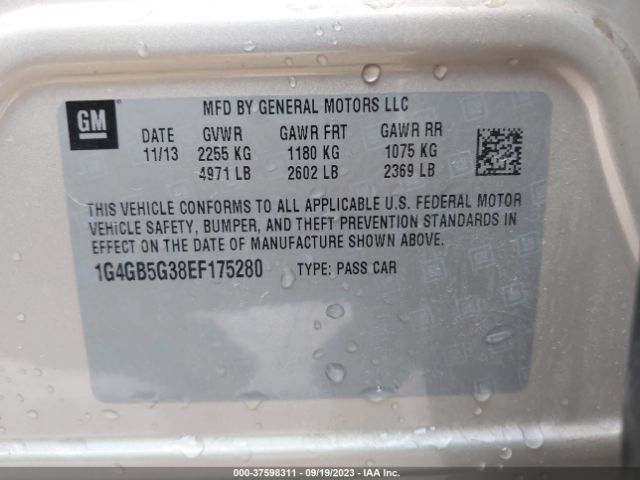 GM
MFD BY GENERAL MOTORS LLC
DATE GVWR GAWR FRT GAWR RR
11/13 2255 KG 1180 KG 1075 KG
4971 LB 2602 LB 2369 LB
THIS VEHICLE CONFORMS TO ALL APPLICABLE U.S. FEDERAL MOTOR
VEHICLE SAFETY, BUMPER, AND THEFT PREVENTION STANDARDS IN
EFFECT ON THE DATE OF MANUFACTURE SHOWN ABOVE.
1G4GB5G38EF175280 TYPE: PASS CAR
000-37598311 - 09/19/2023 - IAA Inc.